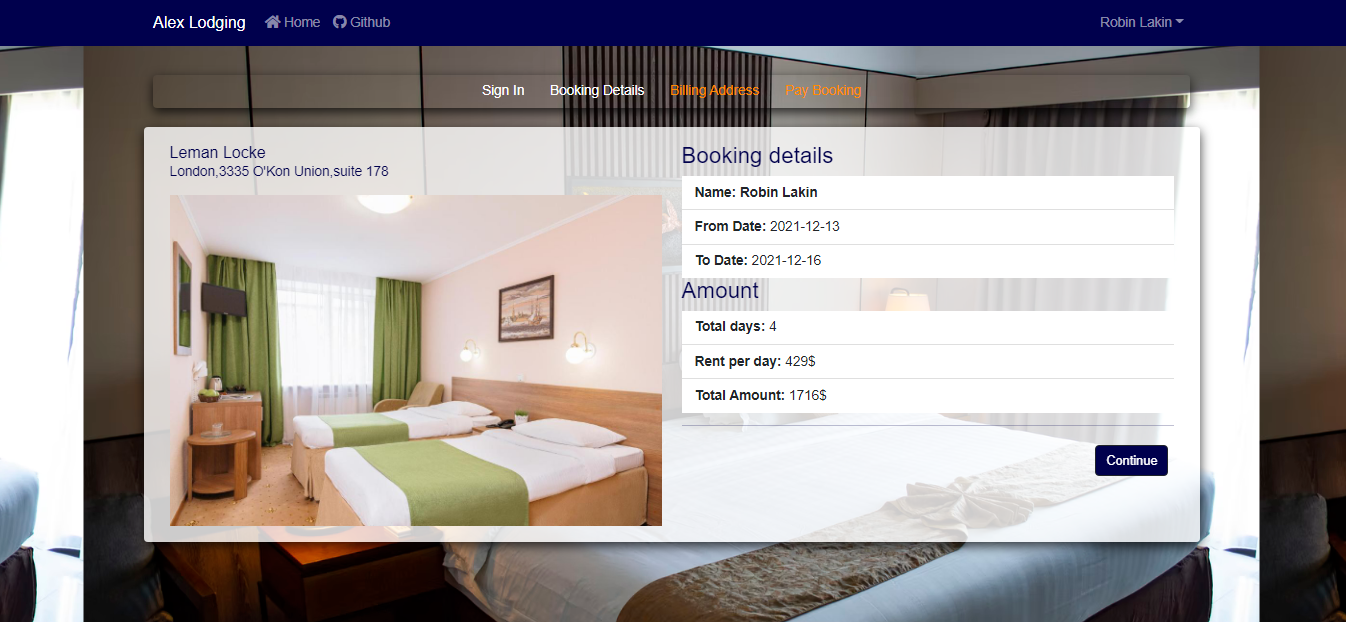 Alex Lodging Home Github Robin Lakin
Sign In Booking Details Billing Address Pay Booking
Leman Locke
London,3335 O'Kon Union,suite 178
Booking details
Name: Robin Lakin
From Date: 2021-12-13
To Date: 2021-12-16
Amount
Total days: 4
Rent per day: 429$
Total Amount: 1716$
Continue